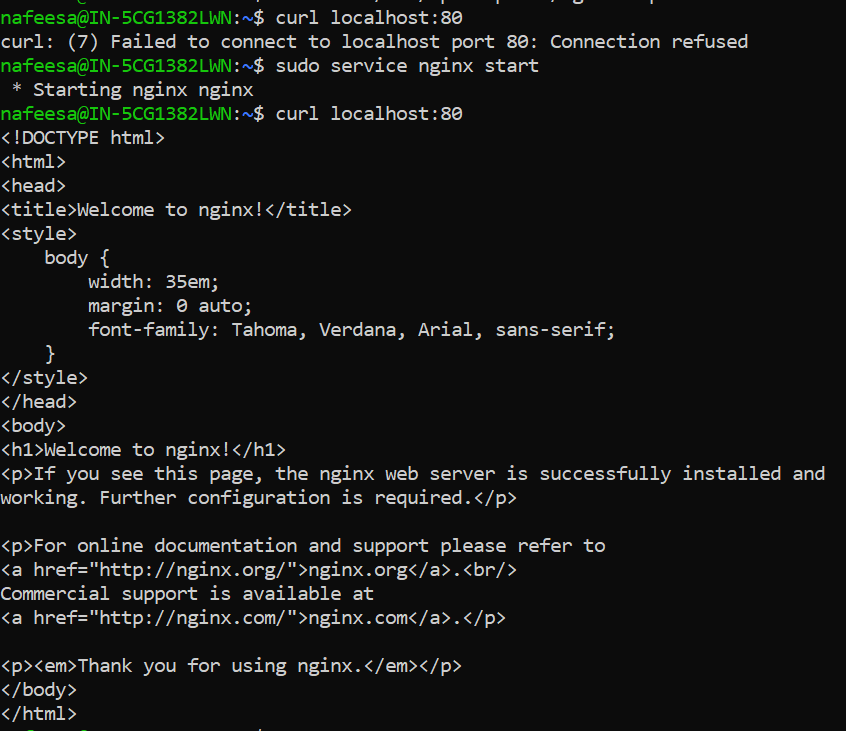 nafeesa@IN-5CG1382LWN:~$ curl localhost:80
curl: (7) Failed to connect to localhost port 80: Connection refused
nafeesa@IN-5CG1382LWN:~$ sudo service nginx start
 * Starting nginx nginx
nafeesa@IN-5CG1382LWN:~$ curl localhost:80
<!DOCTYPE html>
<html>
<head>
<title>Welcome to nginx!</title>
<style>
    body {
        width: 35em;
        margin: 0 auto;
        font-family: Tahoma, Verdana, Arial, sans-serif;
    }
</style>
</head>
<body>
<h1>Welcome to nginx!</h1>
<p>If you see this page, the nginx web server is successfully installed and
working. Further configuration is required.</p>

<p>For online documentation and support please refer to
<a href="http://nginx.org/">nginx.org</a>.<br/>
Commercial support is available at
<a href="http://nginx.com/">nginx.com</a>.</p>

<p><em>Thank you for using nginx.</em></p>
</body>
</html>